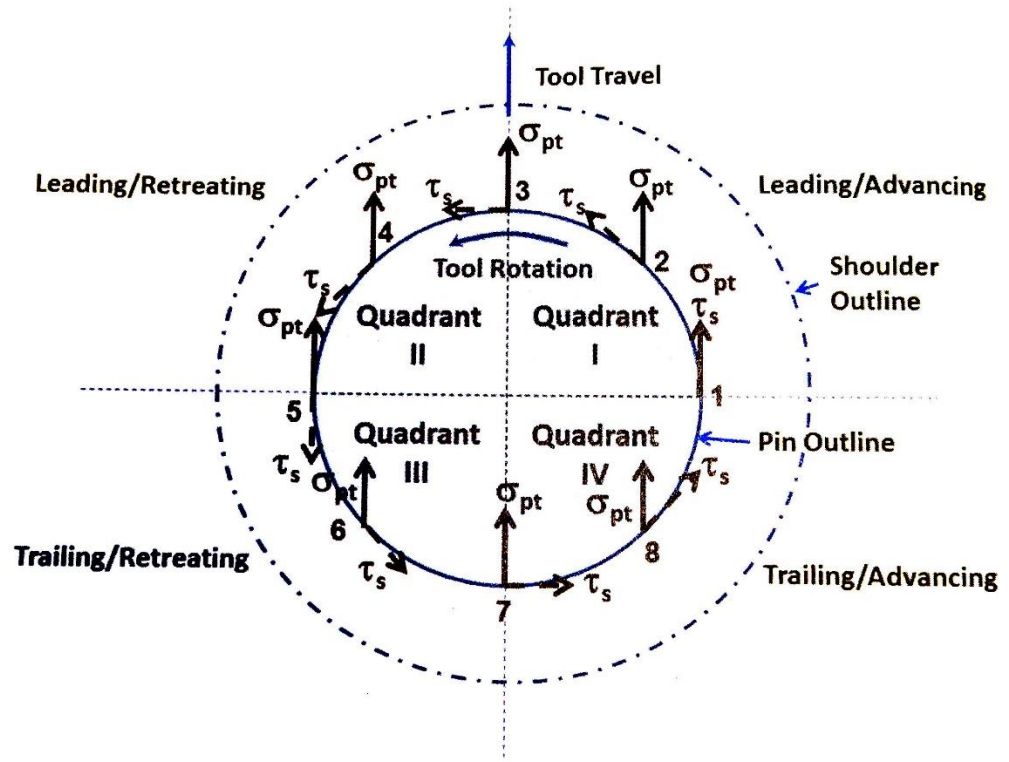 Tool Travel
σpt
Leading/Retreating
σpt
τs
3
τs
σpt
Leading/Advancing
4
Tool Rotation
2
τs
σpt
Quadrant
II
Quadrant
I
σpt
τs
Shoulder
Outline
5
1
Quadrant
III
Quadrant
IV
Pin Outline
τs
σpt
σpt
σpt
τs
6
8
Trailing/Retreating
τs
7
τs
Trailing/Advancing